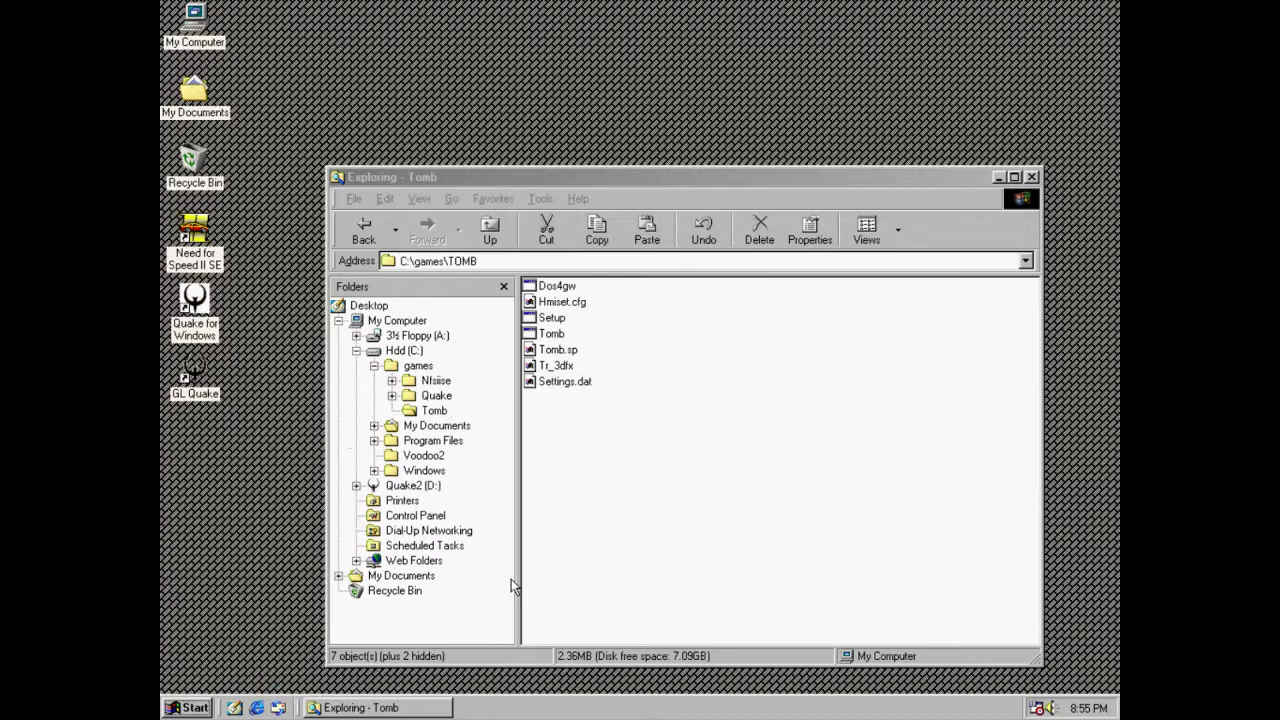 My Computer
My Documents
Recycle Bin
Need for
Speed II SE
Quake for
Windows
GL Quake
Exploring - Tomb
File Edit View Go Favorites Tools Help
Back Forward Up Cut Copy Paste Undo Delete Properties Views
Address C:\games\TOMB
Folders
Desktop
My Computer
3½ Floppy (A:)
Hdd (C:)
games
Nfsiise
Quake
Tomb
My Documents
Program Files
Voodoo2
Windows
Quake2 (D:)
Printers
Control Panel
Dial-Up Networking
Scheduled Tasks
Web Folders
My Documents
Recycle Bin
Dos4gw
Hmiset.cfg
Setup
Tomb
Tomb.sp
Tr_3dfx
Settings.dat
7 object(s) (plus 2 hidden) 2.36MB (Disk free space: 7.09GB) My Computer
Start Exploring - Tomb 8:55 PM